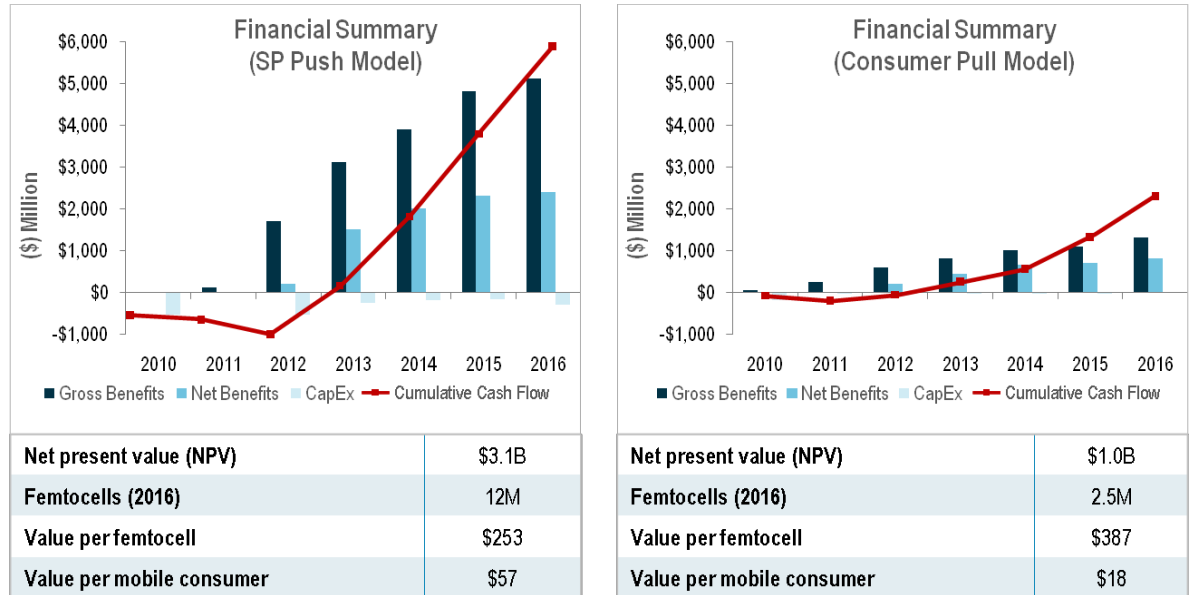 Financial Summary
(SP Push Model)
$6,000
$5,000
$4,000
$3,000
$2,000
$1,000
$0
-$1,000
($) Million
2010 2011 2012 2013 2014 2015 2016
Gross Benefits Net Benefits CapEx Cumulative Cash Flow
Net present value (NPV) $3.1B
Femtocells (2016) 12M
Value per femtocell $253
Value per mobile consumer $57
Financial Summary
(Consumer Pull Model)
$6,000
$5,000
$4,000
$3,000
$2,000
$1,000
$0
-$1,000
($) Million
2010 2011 2012 2013 2014 2015 2016
Gross Benefits Net Benefits CapEx Cumulative Cash Flow
Net present value (NPV) $1.0B
Femtocells (2016) 2.5M
Value per femtocell $387
Value per mobile consumer $18